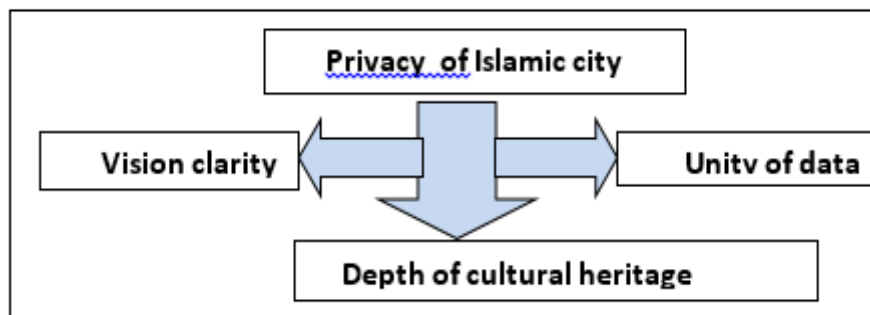 Privacy of Islamic city
Vision clarity
Unity of data
Depth of cultural heritage